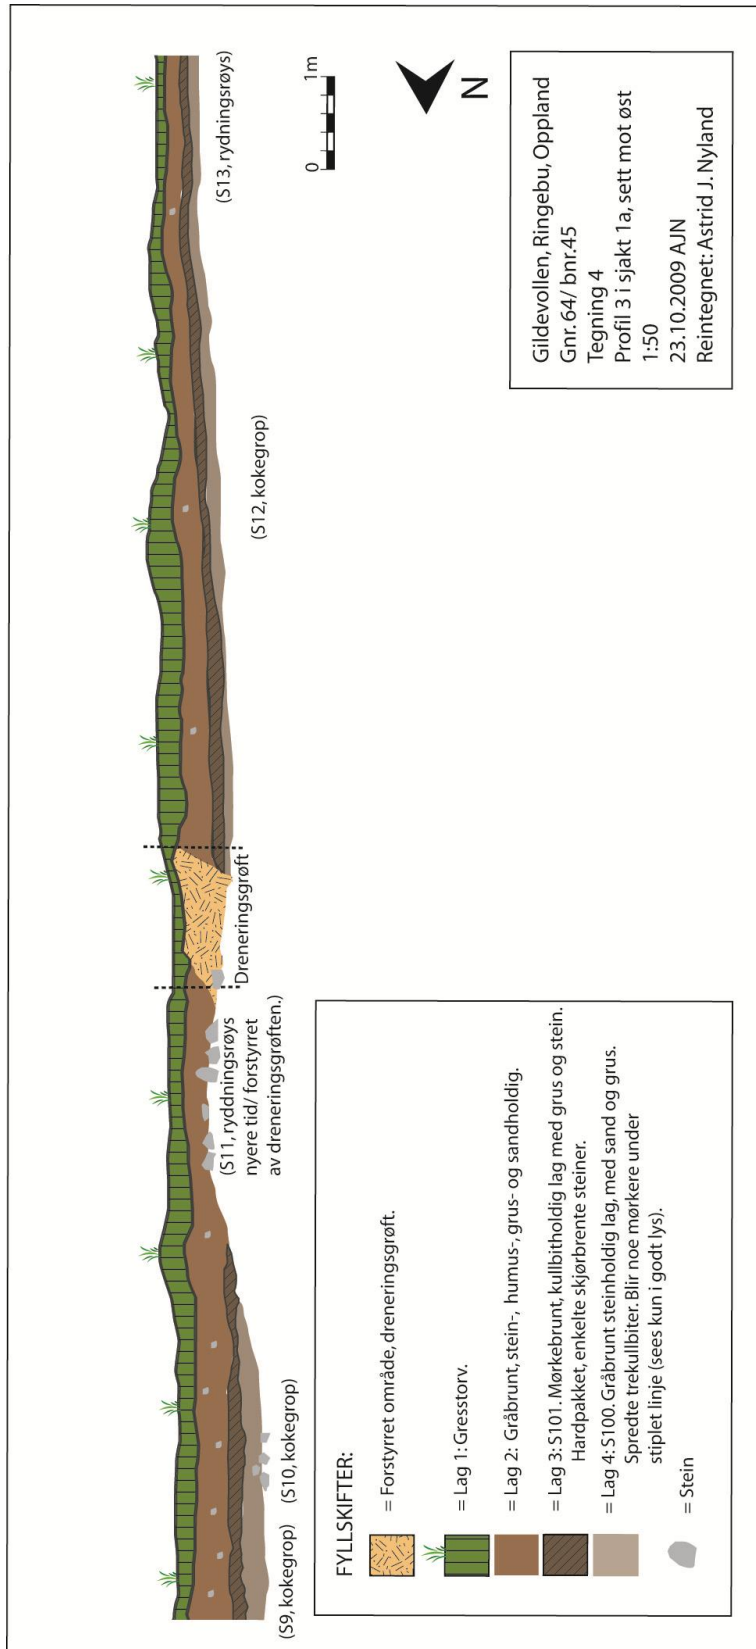 (S9, kokegrop)
(S10, kokegrop)
(S11, ryddningsrøys
nyere tid/ forstyrret
av dreneringsgrøften.)
Dreneringsgrøft
(S12, kokegrop)
(S13, rydningsrøys)
0
1m
N
FYLLSKIFTER:
= Forstyrret område, dreneringsgrøft.
= Lag 1: Gresstorv.
= Lag 2: Gråbrunt, stein-, humus-, grus- og sandholdig.
= Lag 3: S101. Mørkebrunt, kullbitholdig lag med grus og stein.
Hardpakket, enkelte skjørbrente steiner.
= Lag 4: S100. Gråbrunt steinholdig lag, med sand og grus.
Spredte trekullbiter. Blir noe mørkere under
stiplet linje (sees kun i godt lys).
= Stein
Gildevollen, Ringebu, Oppland
Gnr. 64/ bnr.45
Tegning 4
Profil 3 i sjakt 1a, sett mot øst
1:50
23.10.2009 AJN
Reintegnet: Astrid J. Nyland